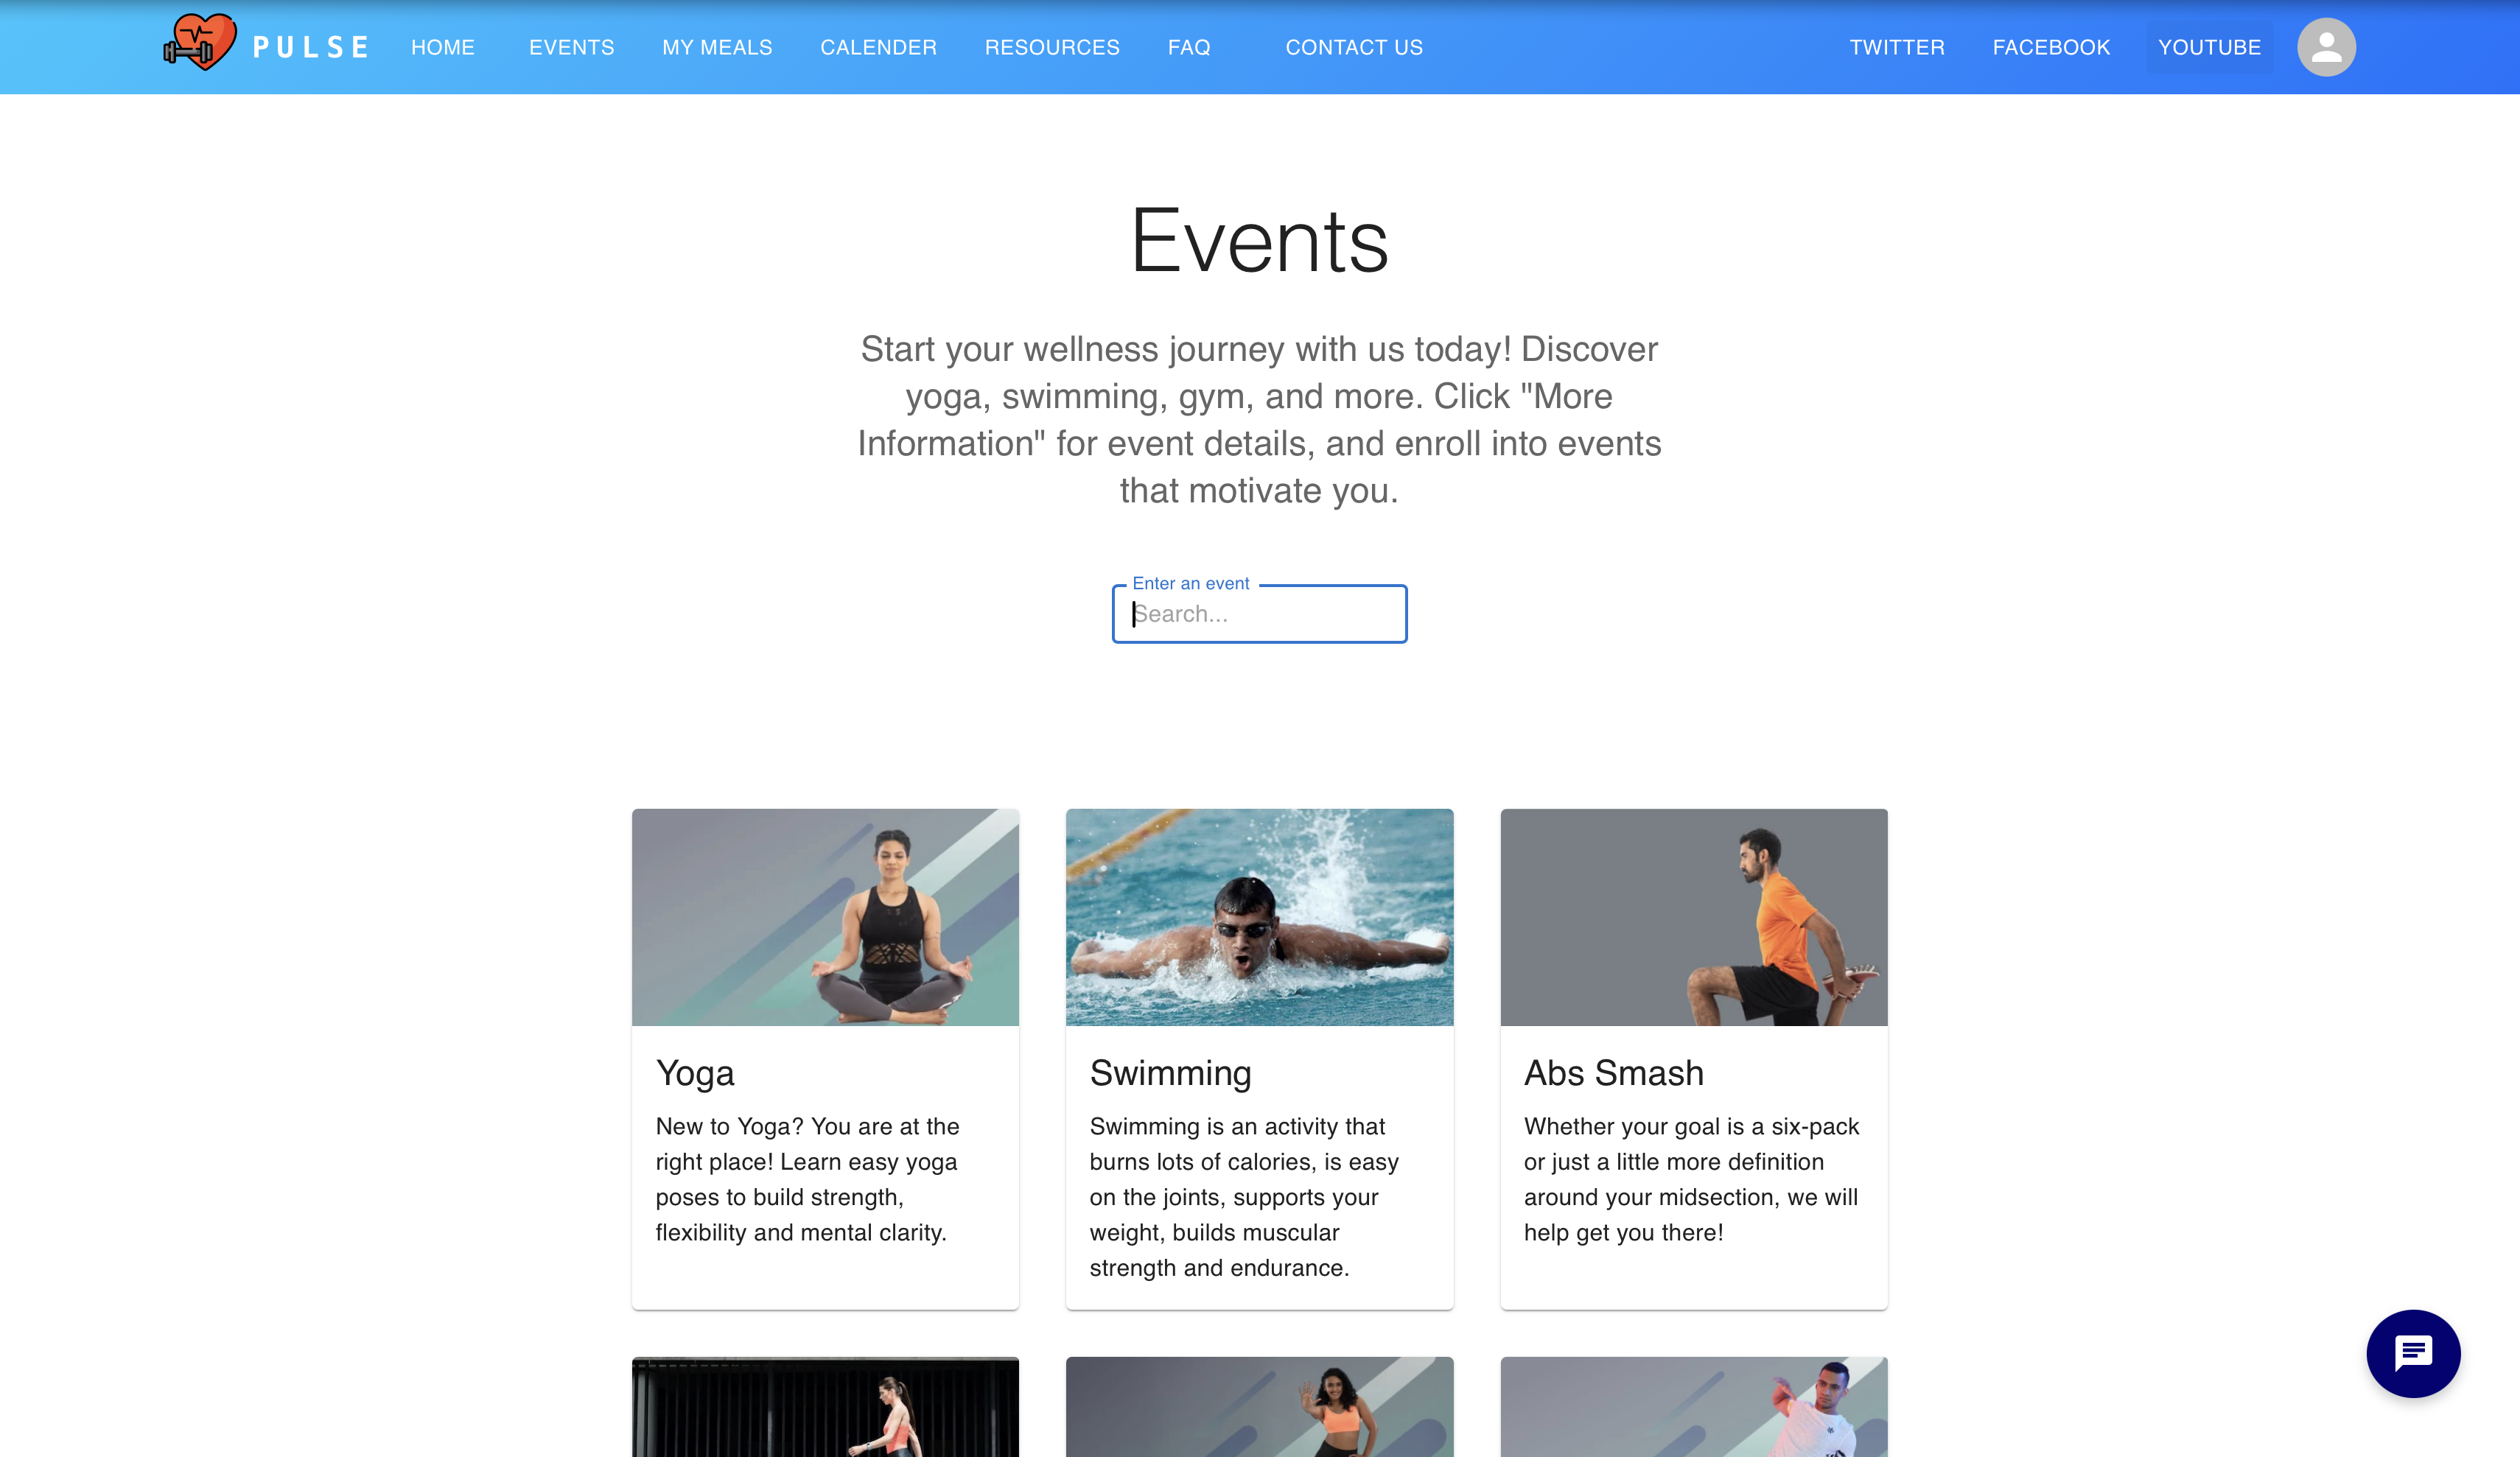 PULSE HOME EVENTS MY MEALS CALENDER RESOURCES FAQ CONTACT US TWITTER FACEBOOK YOUTUBE
Events
Start your wellness journey with us today! Discover
yoga, swimming, gym, and more. Click "More
Information" for event details, and enroll into events
that motivate you.
Enter an event
Search...
Yoga
New to Yoga? You are at the
right place! Learn easy yoga
poses to build strength,
flexibility and mental clarity.
Swimming
Swimming is an activity that
burns lots of calories, is easy
on the joints, supports your
weight, builds muscular
strength and endurance.
Abs Smash
Whether your goal is a six-pack
or just a little more definition
around your midsection, we will
help get you there!